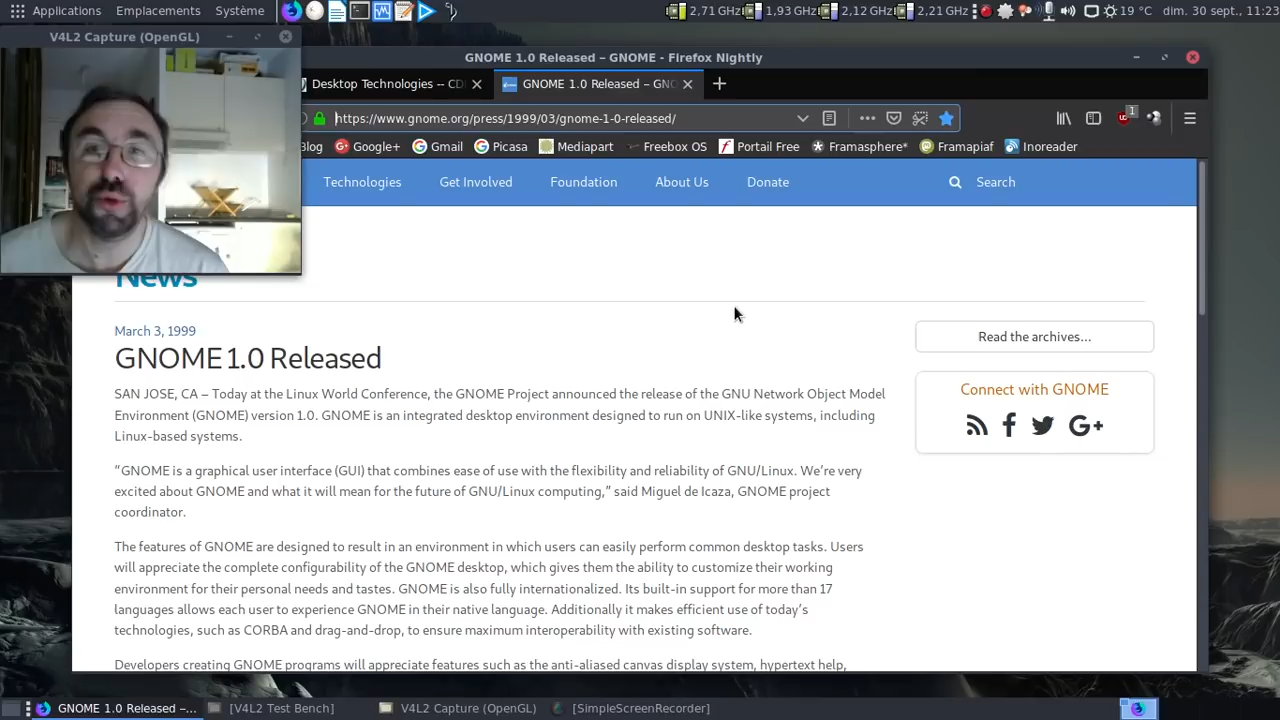 Applications Emplacements Système 2,71 GHz 1,93 GHz 2,12 GHz 2,21 GHz 19 °C dim. 30 sept., 11:23
V4L2 Capture (OpenGL)
GNOME 1.0 Released – GNOME - Firefox Nightly
Desktop Technologies -- CD
GNOME 1.0 Released – GN
https://www.gnome.org/press/1999/03/gnome-1-0-released/
1
Blog Google+ Gmail Picasa Mediapart Freebox OS Portail Free Framasphere* Framapiaf Inoreader
Technologies Get Involved Foundation About Us Donate Search
News
March 3, 1999
GNOME 1.0 Released
SAN JOSE, CA – Today at the Linux World Conference, the GNOME Project announced the release of the GNU Network Object Model
Environment (GNOME) version 1.0. GNOME is an integrated desktop environment designed to run on UNIX-like systems, including
Linux-based systems.
“GNOME is a graphical user interface (GUI) that combines ease of use with the flexibility and reliability of GNU/Linux. We’re very
excited about GNOME and what it will mean for the future of GNU/Linux computing,” said Miguel de Icaza, GNOME project
coordinator.
The features of GNOME are designed to result in an environment in which users can easily perform common desktop tasks. Users
will appreciate the complete configurability of the GNOME desktop, which gives them the ability to customize their working
environment for their personal needs and tastes. GNOME is also fully internationalized. Its built-in support for more than 17
languages allows each user to experience GNOME in their native language. Additionally it makes efficient use of today’s
technologies, such as CORBA and drag-and-drop, to ensure maximum interoperability with existing software.
Developers creating GNOME programs will appreciate features such as the anti-aliased canvas display system, hypertext help,
Read the archives...
Connect with GNOME
G+
GNOME 1.0 Released –... [V4L2 Test Bench] V4L2 Capture (OpenGL) [SimpleScreenRecorder]